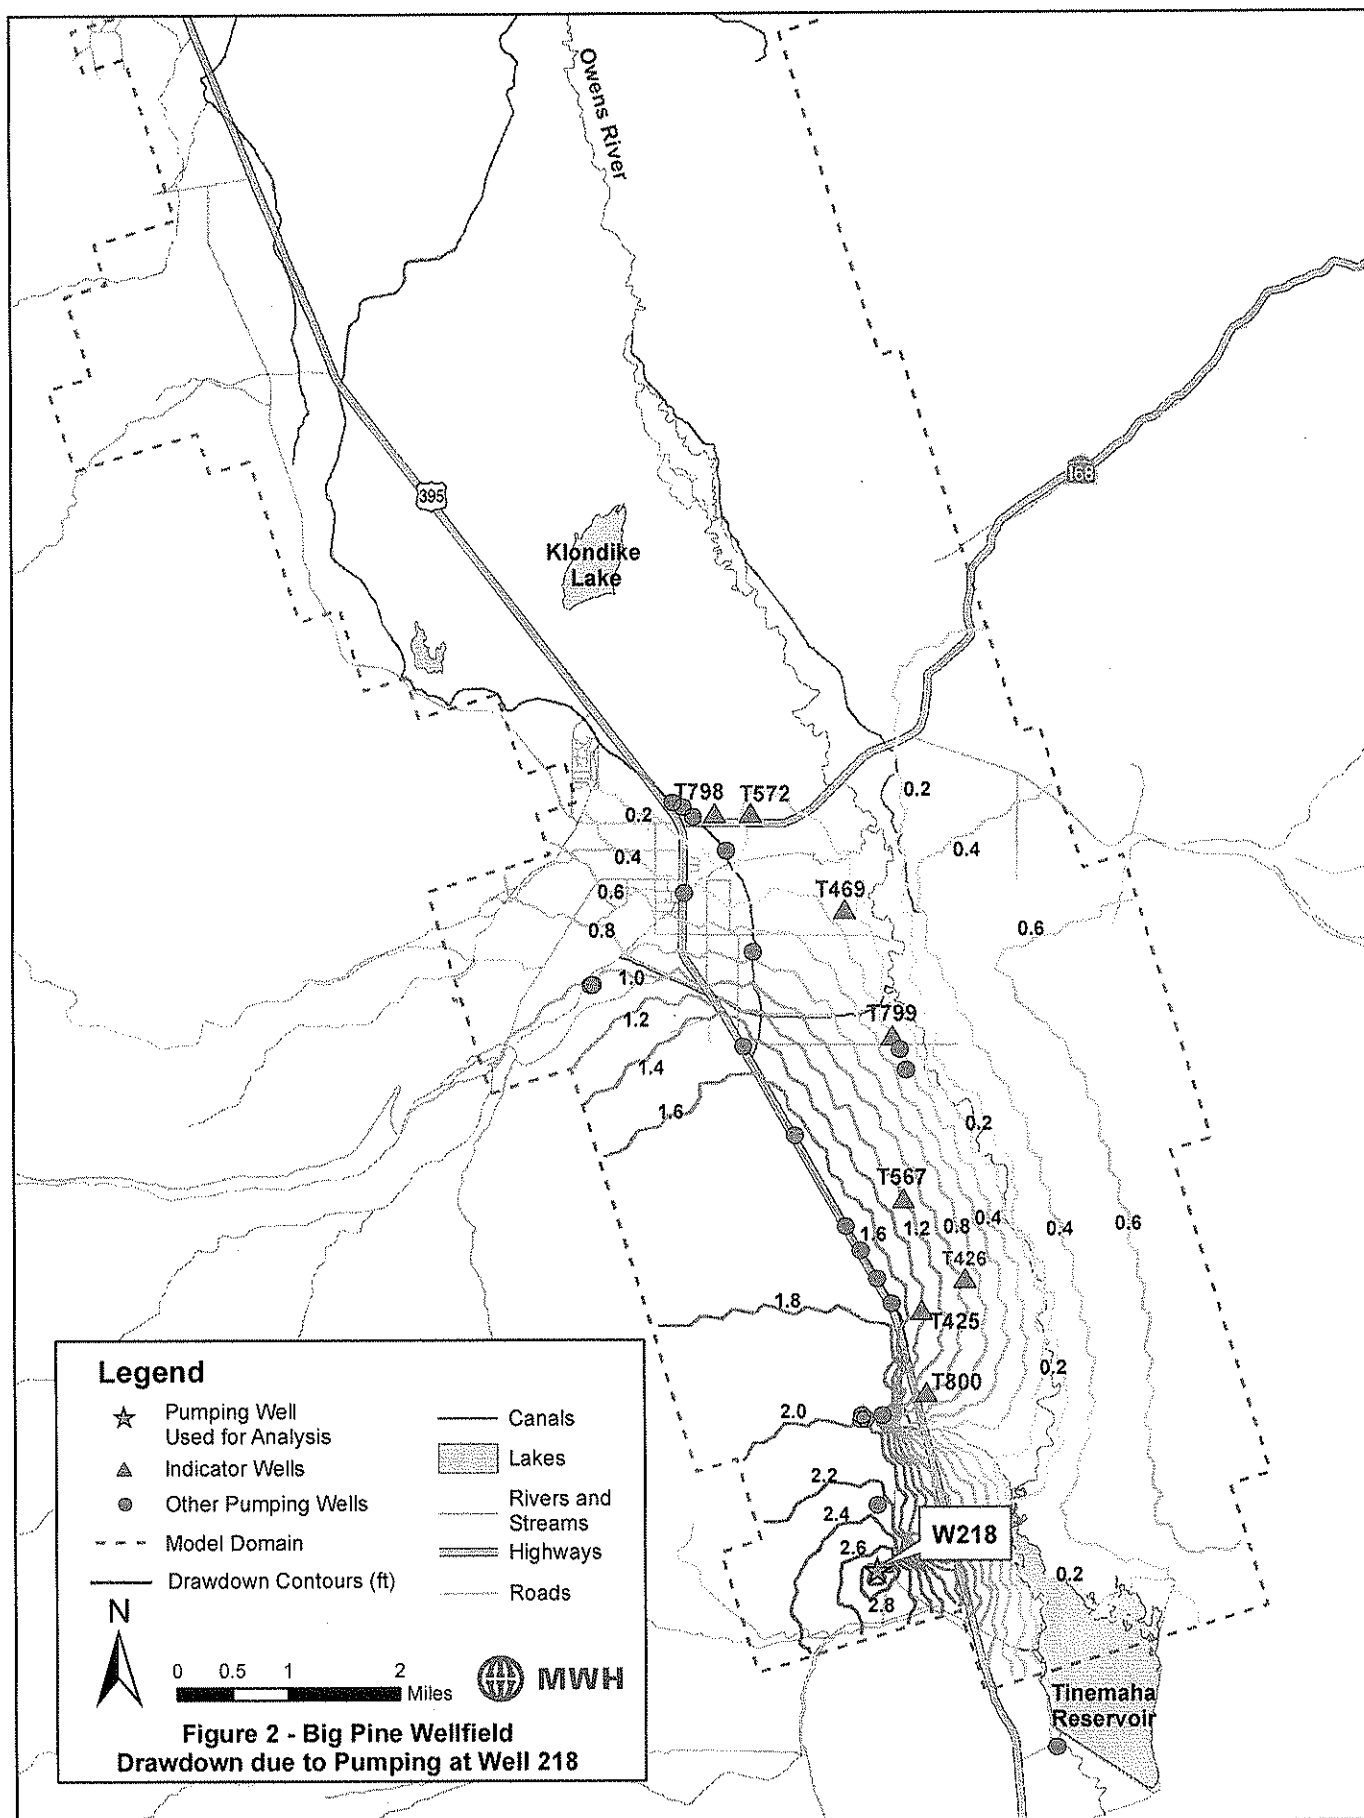 Owens River
395
168
Klondike
Lake
T798
T572
0.2
0.2
0.4
0.4
T469
0.6
0.6
0.8
1.0
T799
1.2
1.4
1.6
0.2
T567
1.6
1.2
0.8
0.4
0.4
0.6
T426
1.8
T425
0.2
T800
2.0
2.2
2.4
W218
2.6
0.2
2.8
Tinemaha
Reservoir
Legend
Pumping Well
Used for Analysis
Indicator Wells
Other Pumping Wells
Model Domain
Drawdown Contours (ft)
Canals
Lakes
Rivers and
Streams
Highways
Roads
N
0 0.5 1 2
Miles
MWH
Figure 2 - Big Pine Wellfield
Drawdown due to Pumping at Well 218